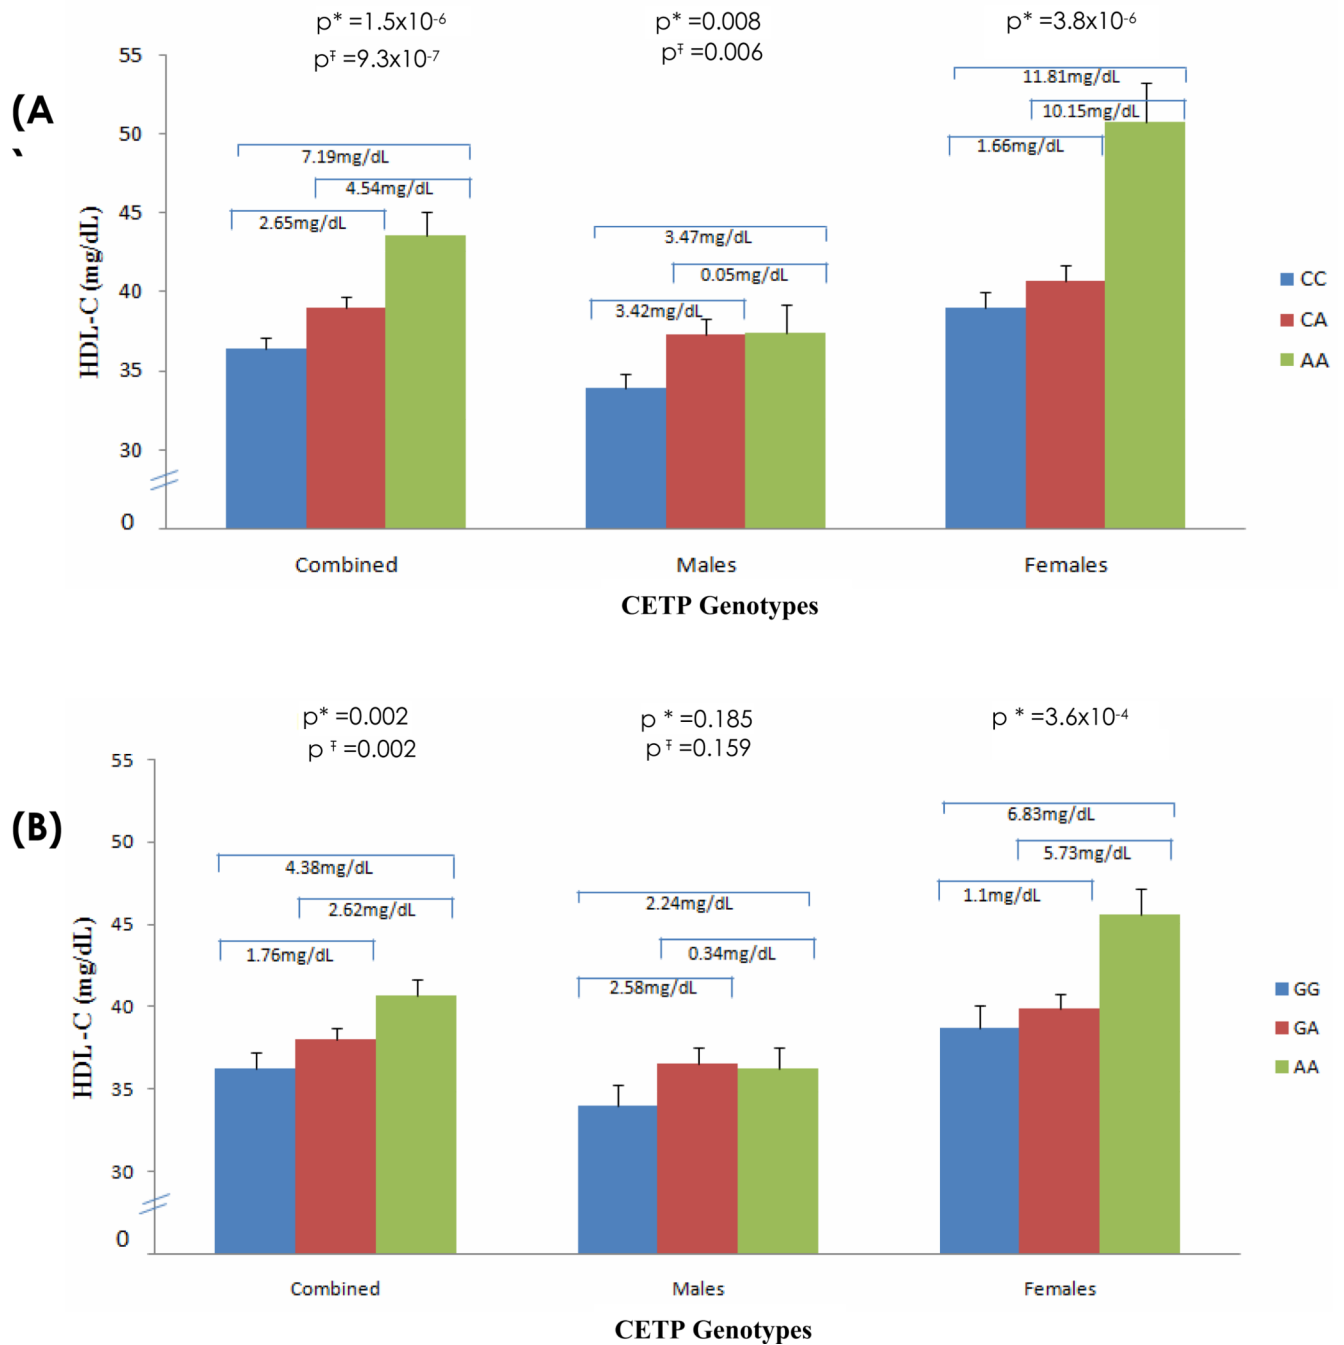 p* =1.5x10⁻⁶
p* =0.008
p* =3.8x10⁻⁶
pŦ =9.3x10⁻⁷
pŦ =0.006
(A
`
HDL-C (mg/dL)
55
50
45
40
35
30
0
7.19mg/dL
4.54mg/dL
2.65mg/dL
3.47mg/dL
0.05mg/dL
3.42mg/dL
11.81mg/dL
10.15mg/dL
1.66mg/dL
CC
CA
AA
Combined
Males
Females
CETP Genotypes
p* =0.002
p * =0.185
p * =3.6x10⁻⁴
p Ŧ =0.002
p Ŧ =0.159
(B)
HDL-C (mg/dL)
55
50
45
40
35
30
0
4.38mg/dL
2.62mg/dL
1.76mg/dL
2.24mg/dL
0.34mg/dL
2.58mg/dL
6.83mg/dL
5.73mg/dL
1.1mg/dL
GG
GA
AA
Combined
Males
Females
CETP Genotypes